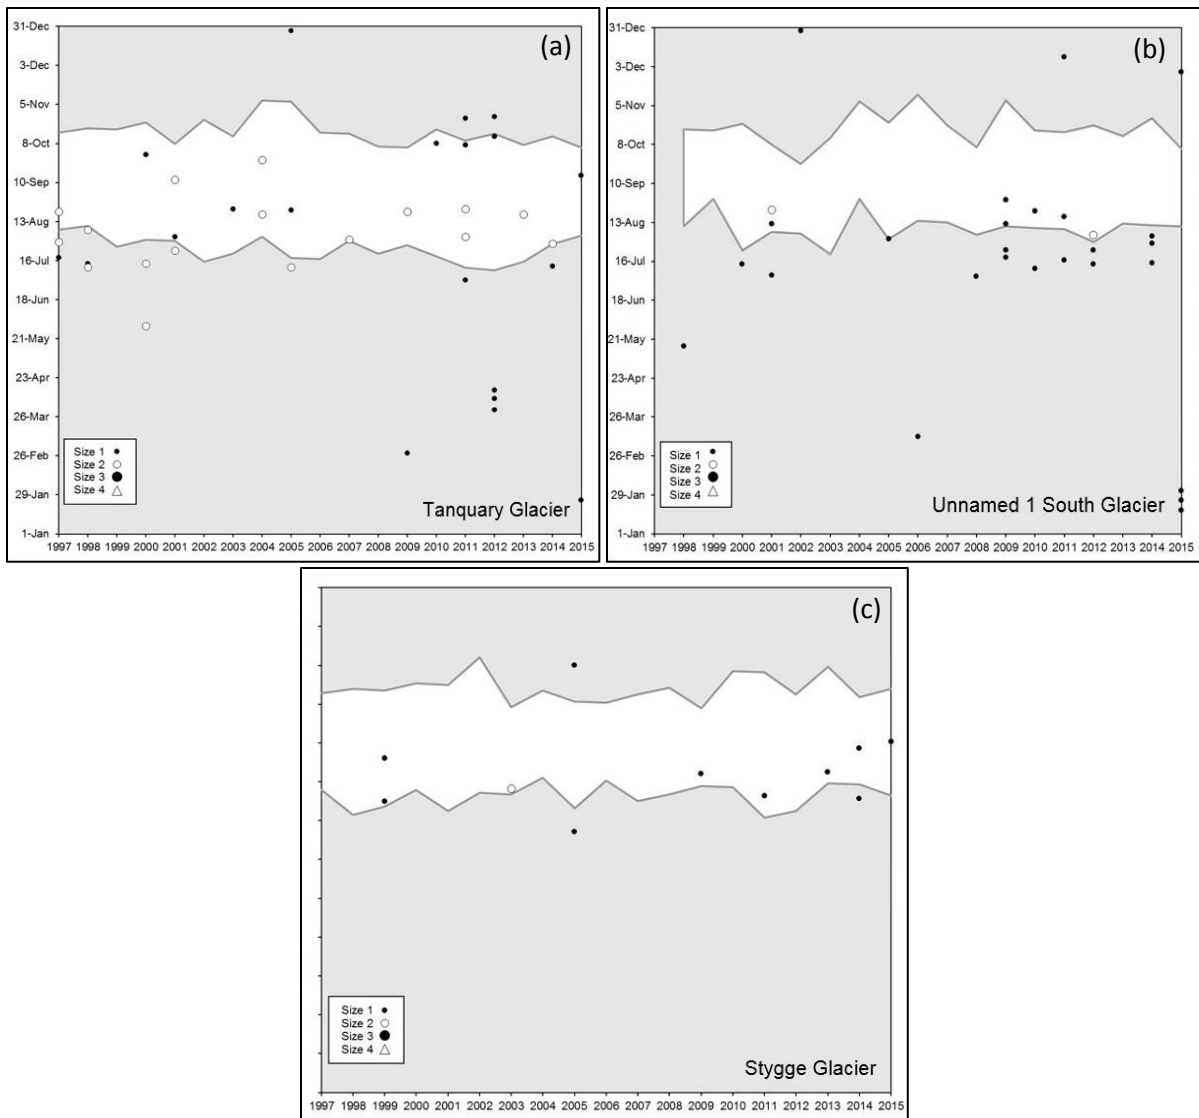 (a)
31-Dec
3-Dec
5-Nov
8-Oct
10-Sep
13-Aug
16-Jul
18-Jun
21-May
23-Apr
26-Mar
26-Feb
29-Jan
1-Jan
Size 1
Size 2
Size 3
Size 4
Tanquary Glacier
1997 1998 1999 2000 2001 2002 2003 2004 2005 2006 2007 2008 2009 2010 2011 2012 2013 2014 2015
(b)
31-Dec
3-Dec
5-Nov
8-Oct
10-Sep
13-Aug
16-Jul
18-Jun
21-May
23-Apr
26-Mar
26-Feb
29-Jan
1-Jan
Size 1
Size 2
Size 3
Size 4
Unnamed 1 South Glacier
1997 1998 1999 2000 2001 2002 2003 2004 2005 2006 2007 2008 2009 2010 2011 2012 2013 2014 2015
(c)
Size 1
Size 2
Size 3
Size 4
Stygge Glacier
1997 1998 1999 2000 2001 2002 2003 2004 2005 2006 2007 2008 2009 2010 2011 2012 2013 2014 2015